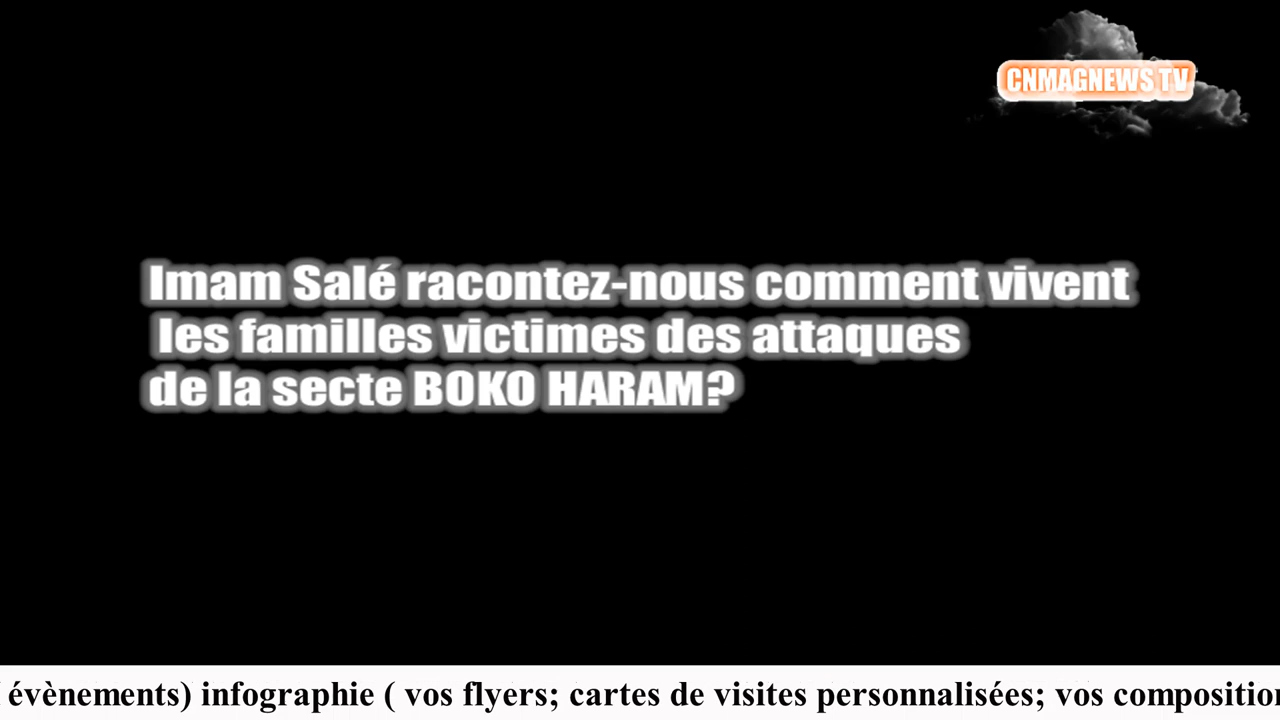 CNMAGNEWS TV
Imam Salé racontez-nous comment vivent
les familles victimes des attaques
de la secte BOKO HARAM?
évènements) infographie ( vos flyers; cartes de visites personnalisées; vos composition